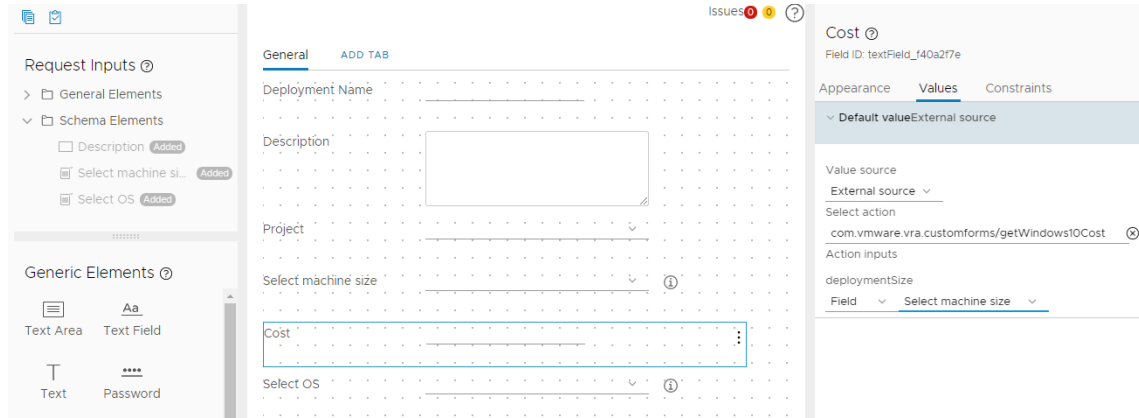 Issues 0 0
Request Inputs
General Elements
Schema Elements
Description Added
Select machine si... Added
Select OS Added
Generic Elements
Aa
Text Area Text Field
T
Text Password
General ADD TAB
Deployment Name
Description
Project
Select machine size
Cost
Select OS
Cost
Field ID: textField_f40a2f7e
Appearance Values Constraints
Default valueExternal source
Value source
External source
Select action
com.vmware.vra.customforms/getWindows10Cost
Action inputs
deploymentSize
Field Select machine size